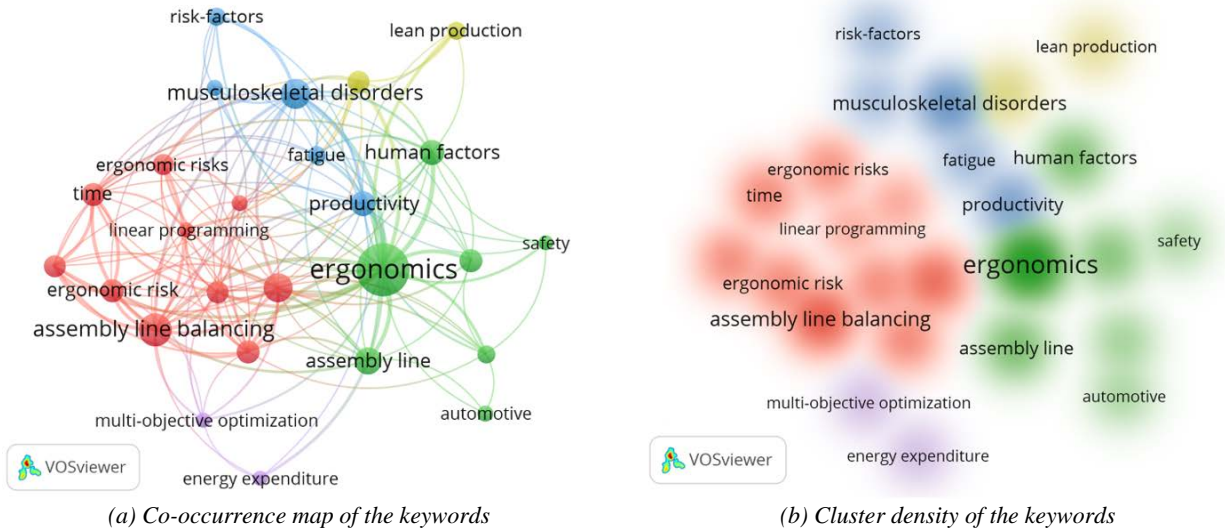 risk-factors
lean production
musculoskeletal disorders
fatigue
human factors
ergonomic risks
time
productivity
linear programming
safety
ergonomics
ergonomic risk
assembly line balancing
assembly line
multi-objective optimization
automotive
energy expenditure
VOSviewer
(a) Co-occurrence map of the keywords
risk-factors
lean production
musculoskeletal disorders
fatigue
human factors
ergonomic risks
time
productivity
linear programming
safety
ergonomics
ergonomic risk
assembly line balancing
assembly line
automotive
multi-objective optimization
energy expenditure
VOSviewer
(b) Cluster density of the keywords